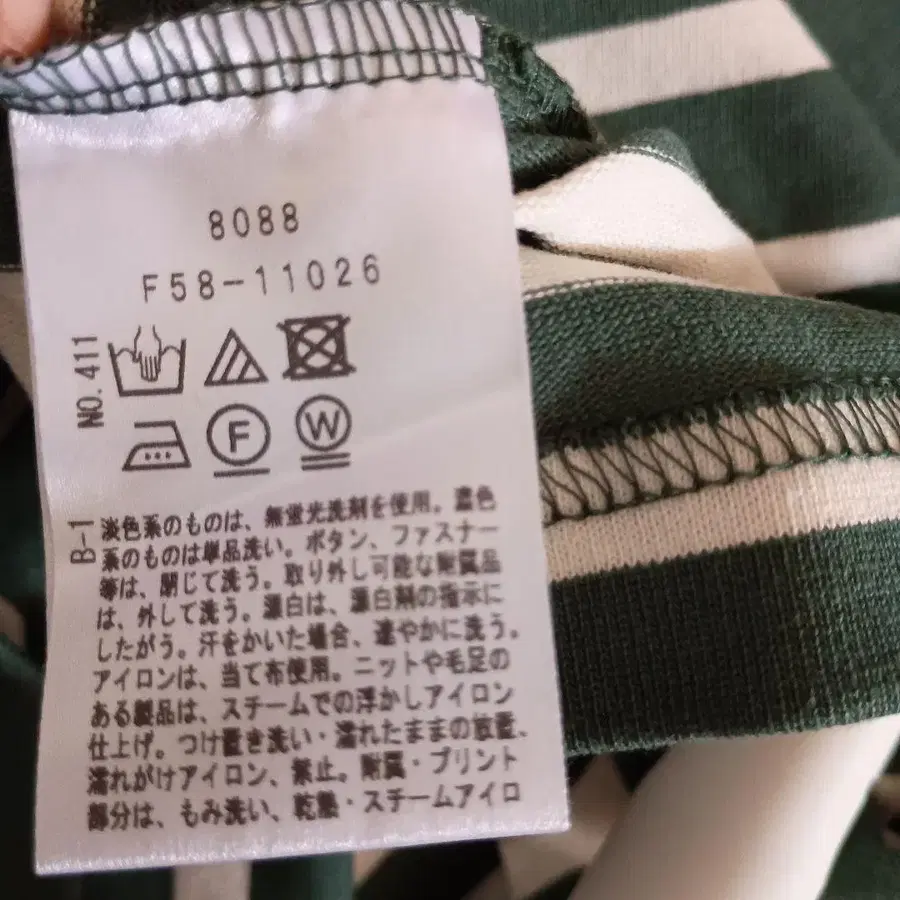 8088
F58-11026
NO.411
F
W
B-1
淡色系のものは、無蛍光洗剤を使用。濃色
系のものは単品洗い。ボタン、ファスナー
等は、閉じて洗う。取り外し可能な附属品
は、外して洗う。漂白は、漂白剤の指示に
したがう。汗をかいた場合、速やかに洗う。
アイロンは、当て布使用。ニットや毛足の
ある製品は、スチームでの浮かしアイロン
仕上げ。つけ置き洗い・濡れたままの放置、
濡れがけアイロン、禁止。附属・プリント
部分は、もみ洗い、乾燥・スチームアイロ